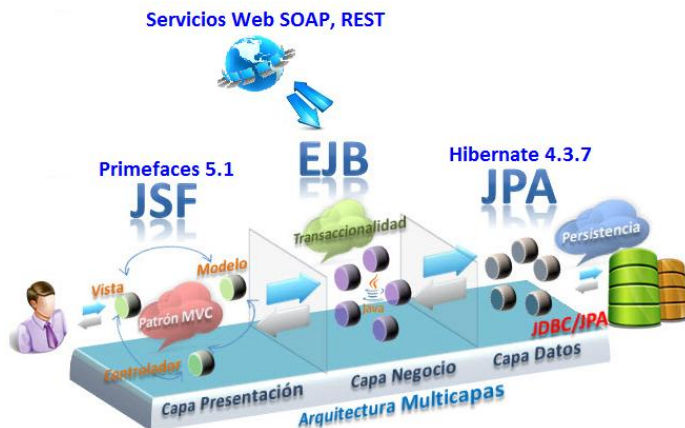 Servicios Web SOAP, REST
Primefaces 5.1
JSF
EJB
Hibernate 4.3.7
JPA
Transaccionalidad
Persistencia
Vista
Modelo
Patrón MVC
Controlador
Java
JDBC/JPA
Capa Presentación
Capa Negocio
Capa Datos
Arquitectura Multicapas